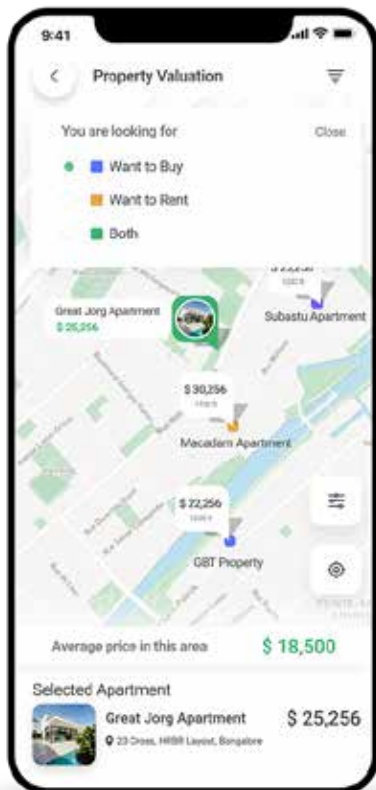 9:41
Property Valuation
You are looking for Close
Want to Buy
Want to Rent
Both
Great Jorg Apartment
$ 25,256
Subastu Apartment
$ 30,256
Macadam Apartment
$ 22,256
GBT Property
Average price in this area $ 18,500
Selected Apartment
Great Jorg Apartment $ 25,256
23 Cross, HRBR Layout, Bangalore